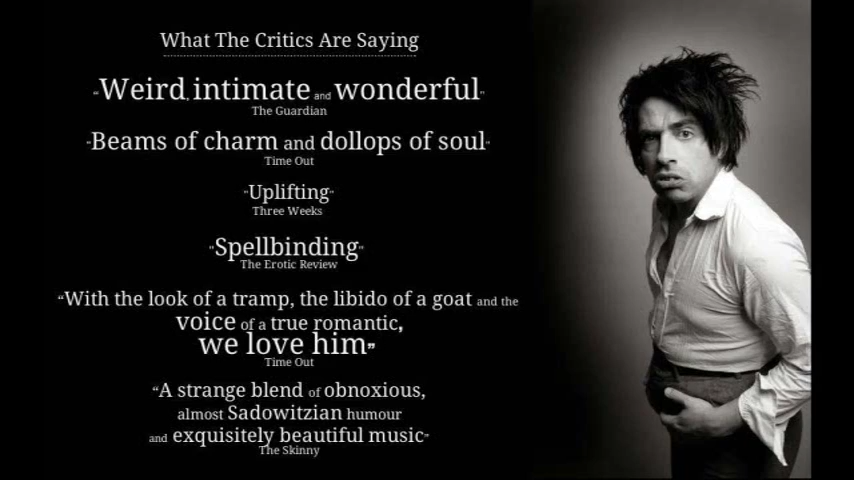 What The Critics Are Saying
"Weird, intimate and wonderful"
The Guardian
"Beams of charm and dollops of soul"
Time Out
"Uplifting"
Three Weeks
"Spellbinding"
The Erotic Review
“With the look of a tramp, the libido of a goat and the
voice of a true romantic,
we love him”
Time Out
“A strange blend of obnoxious,
almost Sadowitzian humour
and exquisitely beautiful music”
The Skinny